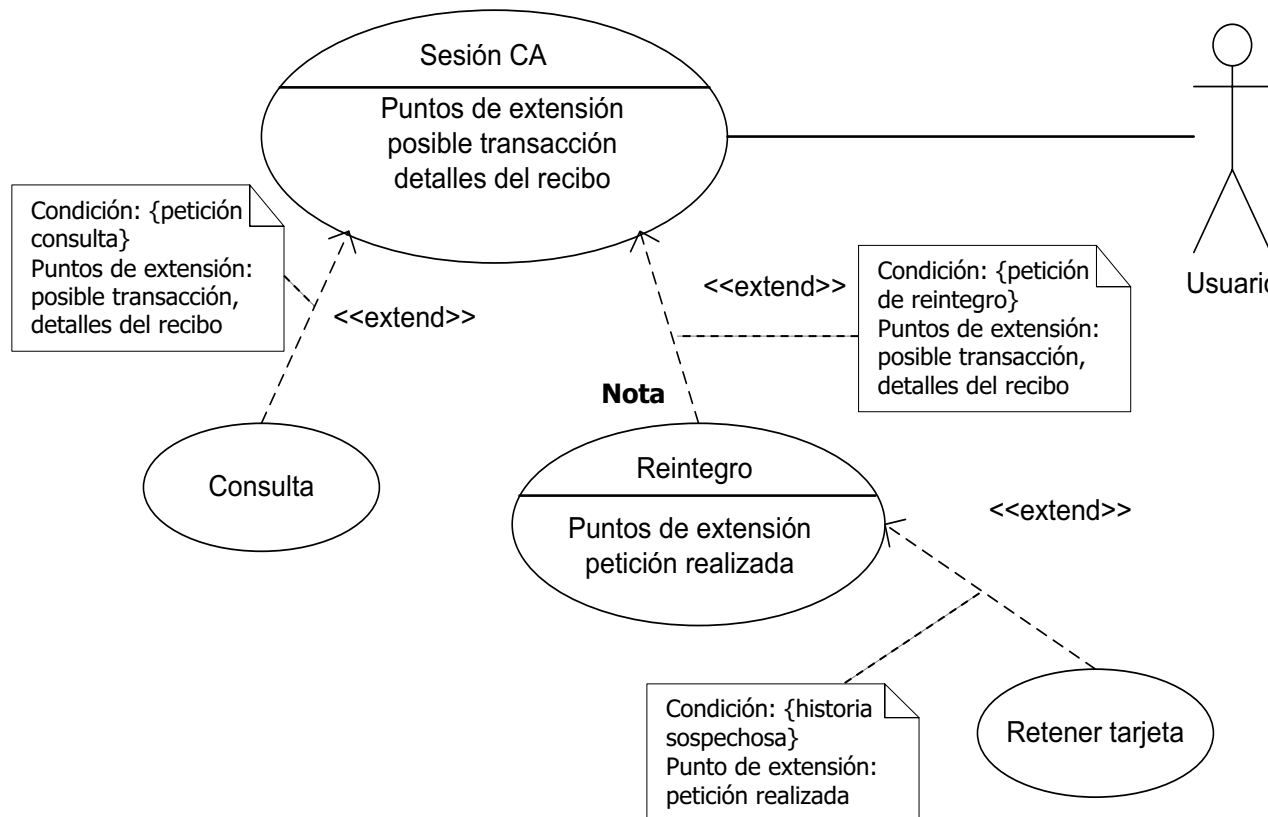 Sesión CA
Puntos de extensión
posible transacción
detalles del recibo
Condición: {petición
consulta}
Puntos de extensión:
posible transacción,
detalles del recibo
<<extend>>
<<extend>>
Condición: {petición
de reintegro}
Puntos de extensión:
posible transacción,
detalles del recibo
Usuario
Nota
Consulta
Reintegro
Puntos de extensión
petición realizada
<<extend>>
Condición: {historia
sospechosa}
Punto de extensión:
petición realizada
Retener tarjeta